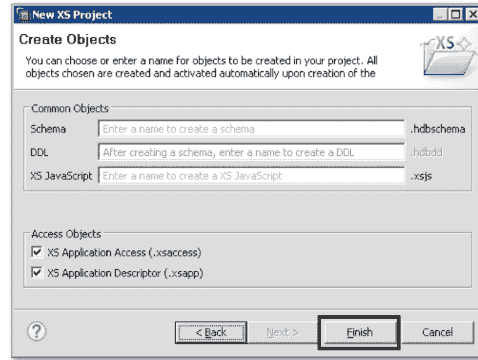 New XS Project
Create Objects
XS
You can choose or enter a name for objects to be created in your project. All
objects chosen are created and activated automatically upon creation of the
Common Objects
Schema Enter a name to create a schema .hdbschema
DDL After creating a schema, enter a name to create a DDL .hdbdd
XS JavaScript Enter a name to create a XS JavaScript .xsjs
Access Objects
XS Application Access (.xsaccess)
XS Application Descriptor (.xsapp)
? < Back Next > Finish Cancel